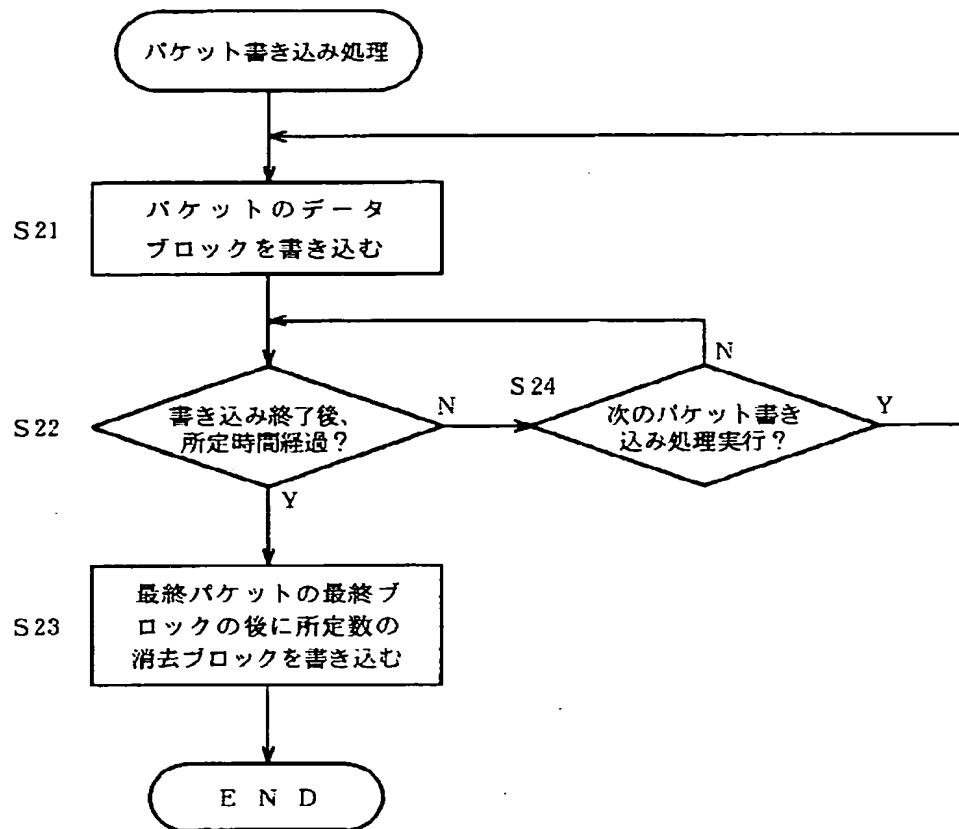 パケット書き込み処理
S21
パケットのデータ
ブロックを書き込む
N
S24
S22
書き込み終了後、
所定時間経過?
N
次のパケット書き
込み処理実行?
Y
Y
S23
最終パケットの最終ブ
ロックの後に所定数の
消去ブロックを書き込む
END